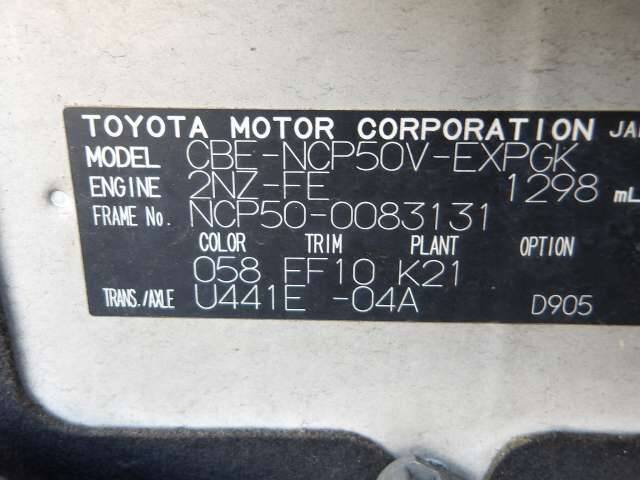 TOYOTA MOTOR CORPORATION JA
MODEL CBE-NCP50V-EXPGK
ENGINE 2NZ-FE 1298 mL
FRAME No. NCP50-0083131
COLOR TRIM PLANT OPTION
058 FF10 K21
TRANS./AXLE U441E -04A D905